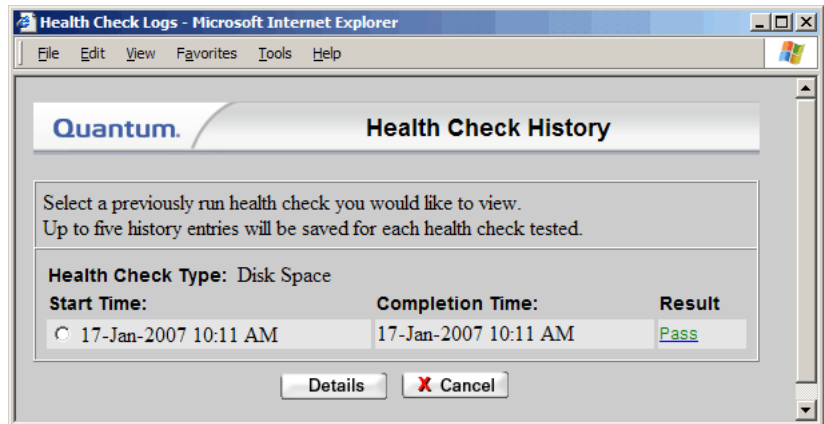 Health Check Logs - Microsoft Internet Explorer
File Edit View Favorites Tools Help
Quantum.
Health Check History
Select a previously run health check you would like to view.
Up to five history entries will be saved for each health check tested.
Health Check Type: Disk Space
Start Time: Completion Time: Result
17-Jan-2007 10:11 AM 17-Jan-2007 10:11 AM Pass
Details X Cancel